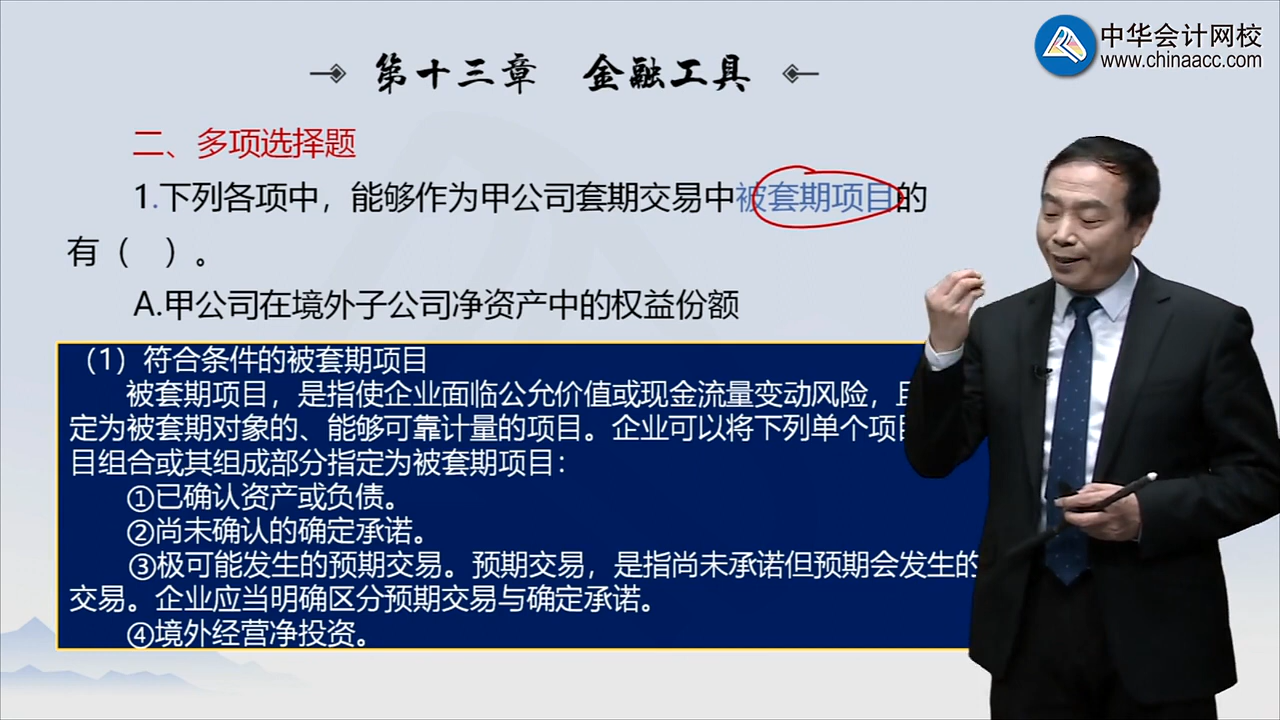 中华会计网校
www.chinaacc.com
第十三章 金融工具
二、多项选择题
1.下列各项中，能够作为甲公司套期交易中被套期项目的
有（ ）。
A.甲公司在境外子公司净资产中的权益份额
（1）符合条件的被套期项目
被套期项目，是指使企业面临公允价值或现金流量变动风险，
定为被套期对象的、能够可靠计量的项目。企业可以将下列单个项
目组合或其组成部分指定为被套期项目：
①已确认资产或负债。
②尚未确认的确定承诺。
③极可能发生的预期交易。预期交易，是指尚未承诺但预期会发生的
交易。企业应当明确区分预期交易与确定承诺。
④境外经营净投资。